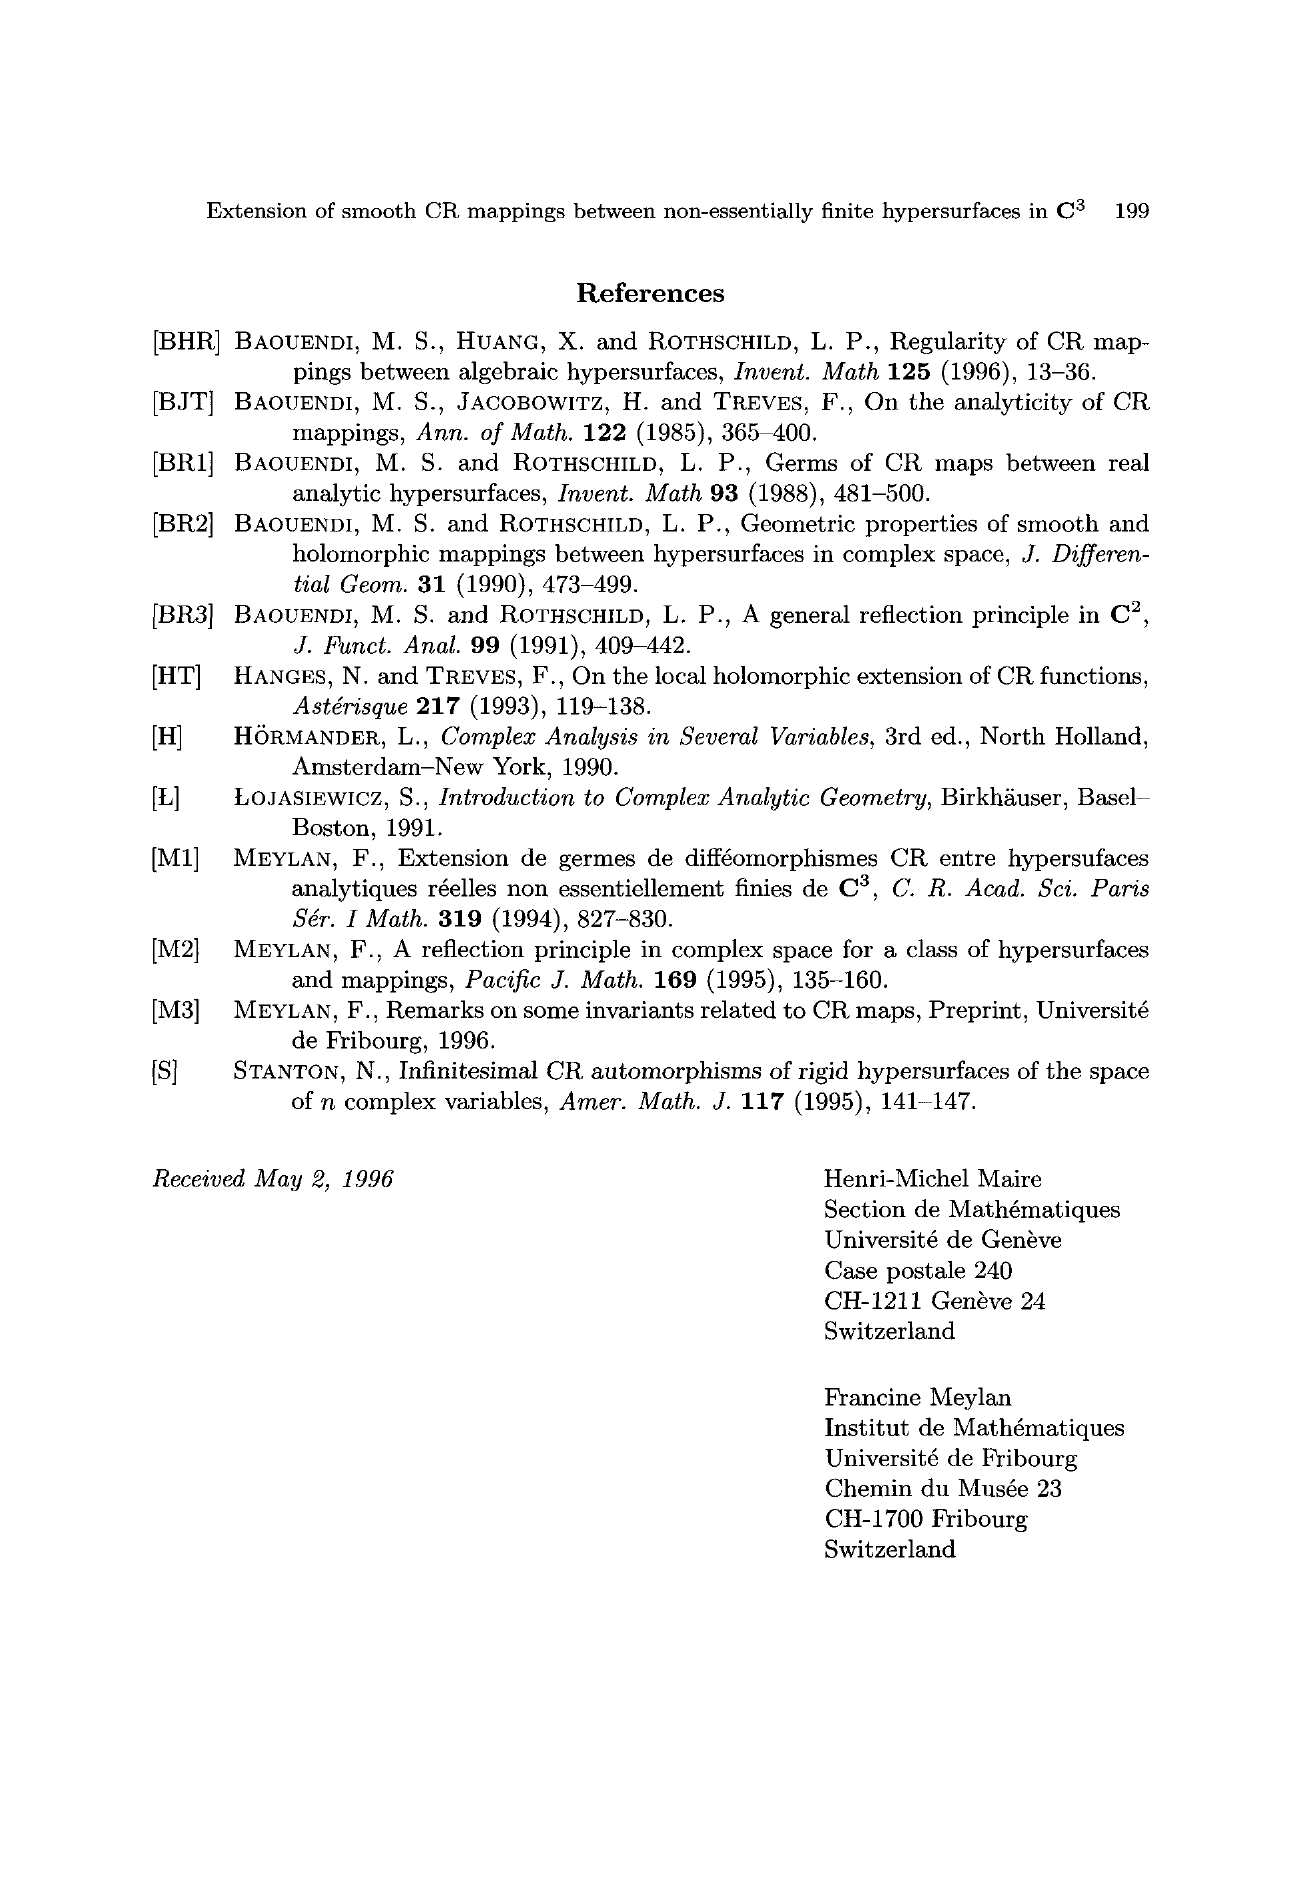 Extension of smooth CR mappings between non-essentially finite hypersurfaces in C³ 199
References
[BHR] BAOUENDI, M. S., HUANG, X. and ROTHSCHILD, L. P., Regularity of CR map-
pings between algebraic hypersurfaces, Invent. Math 125 (1996), 13–36.
[BJT] BAOUENDI, M. S., JACOBOWITZ, H. and TREVES, F., On the analyticity of CR
mappings, Ann. of Math. 122 (1985), 365–400.
[BR1] BAOUENDI, M. S. and ROTHSCHILD, L. P., Germs of CR maps between real
analytic hypersurfaces, Invent. Math 93 (1988), 481–500.
[BR2] BAOUENDI, M. S. and ROTHSCHILD, L. P., Geometric properties of smooth and
holomorphic mappings between hypersurfaces in complex space, J. Differen-
tial Geom. 31 (1990), 473–499.
[BR3] BAOUENDI, M. S. and ROTHSCHILD, L. P., A general reflection principle in C²,
J. Funct. Anal. 99 (1991), 409–442.
[HT] HANGES, N. and TREVES, F., On the local holomorphic extension of CR functions,
Astérisque 217 (1993), 119–138.
[H] HÖRMANDER, L., Complex Analysis in Several Variables, 3rd ed., North Holland,
Amsterdam–New York, 1990.
[Ł] ŁOJASIEWICZ, S., Introduction to Complex Analytic Geometry, Birkhäuser, Basel–
Boston, 1991.
[M1] MEYLAN, F., Extension de germes de difféomorphismes CR entre hypersufaces
analytiques réelles non essentiellement finies de C³, C. R. Acad. Sci. Paris
Sér. I Math. 319 (1994), 827–830.
[M2] MEYLAN, F., A reflection principle in complex space for a class of hypersurfaces
and mappings, Pacific J. Math. 169 (1995), 135–160.
[M3] MEYLAN, F., Remarks on some invariants related to CR maps, Preprint, Université
de Fribourg, 1996.
[S] STANTON, N., Infinitesimal CR automorphisms of rigid hypersurfaces of the space
of n complex variables, Amer. Math. J. 117 (1995), 141–147.
Received May 2, 1996
Henri-Michel Maire
Section de Mathématiques
Université de Genève
Case postale 240
CH-1211 Genève 24
Switzerland
Francine Meylan
Institut de Mathématiques
Université de Fribourg
Chemin du Musée 23
CH-1700 Fribourg
Switzerland